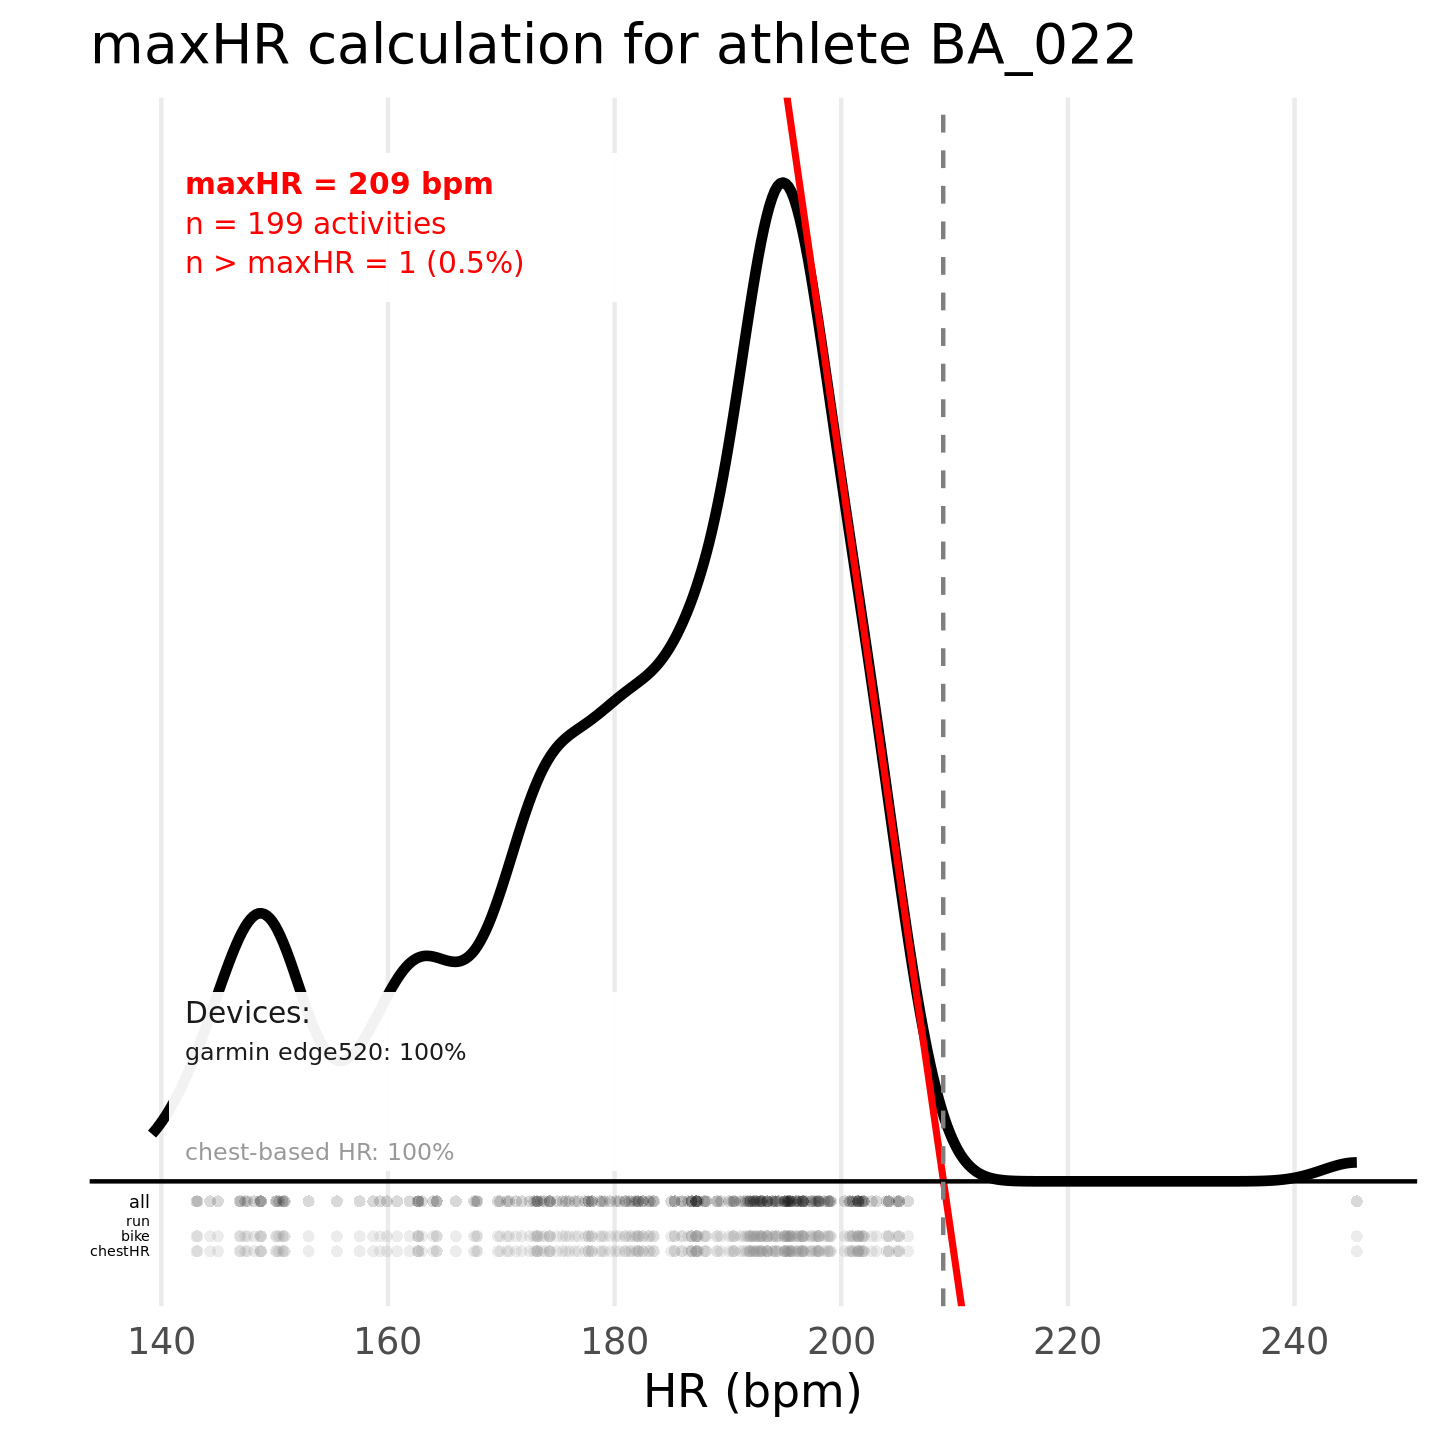 maxHR calculation for athlete BA_022
maxHR = 209 bpm
n = 199 activities
n > maxHR = 1 (0.5%)
Devices:
garmin edge520: 100%
chest-based HR: 100%
all
run
bike
chestHR
140 160 180 200 220 240
HR (bpm)